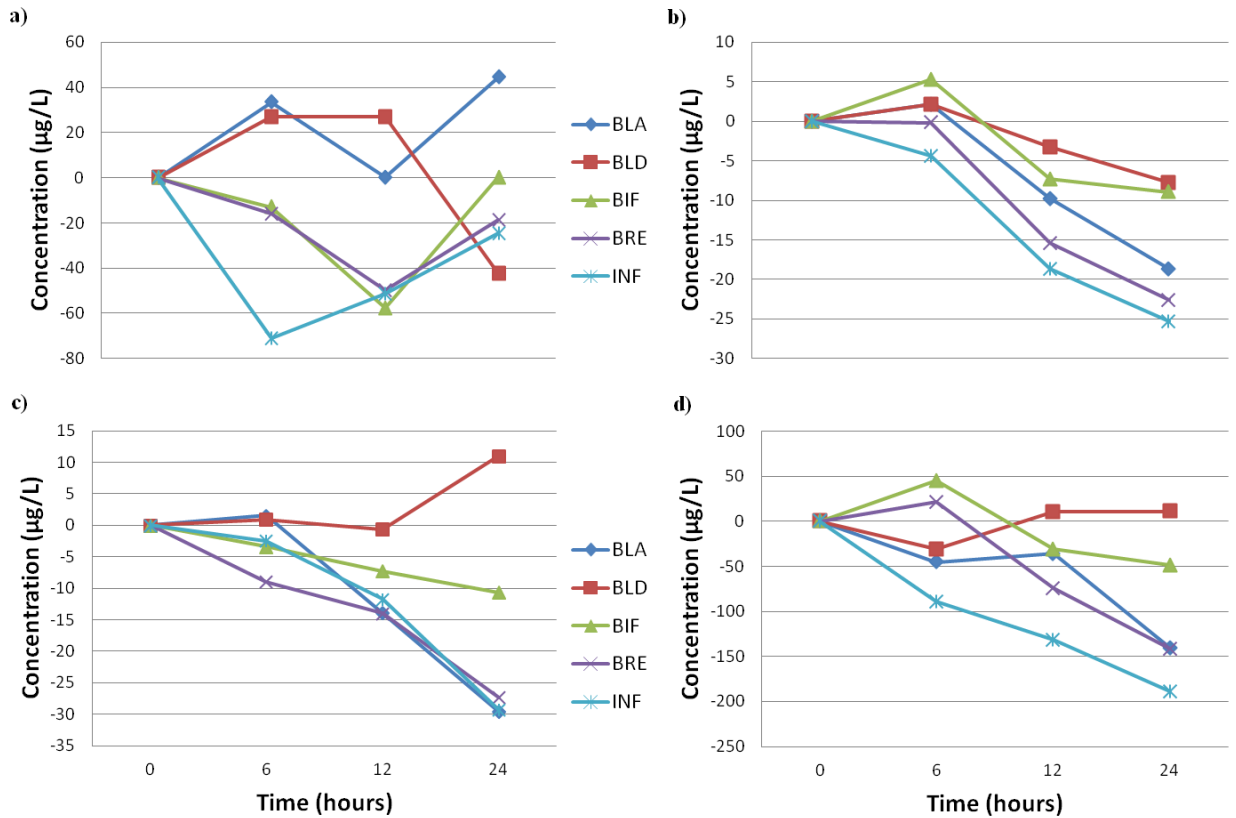 a)
Concentration (µg/L)
60
40
20
0
-20
-40
-60
-80
BLA
BLD
BIF
BRE
INF
b)
Concentration (µg/L)
10
5
0
-5
-10
-15
-20
-25
-30
c)
Concentration (µg/L)
15
10
5
0
-5
-10
-15
-20
-25
-30
-35
0 6 12 24
Time (hours)
BLA
BLD
BIF
BRE
INF
d)
Concentration (µg/L)
100
50
0
-50
-100
-150
-200
-250
0 6 12 24
Time (hours)